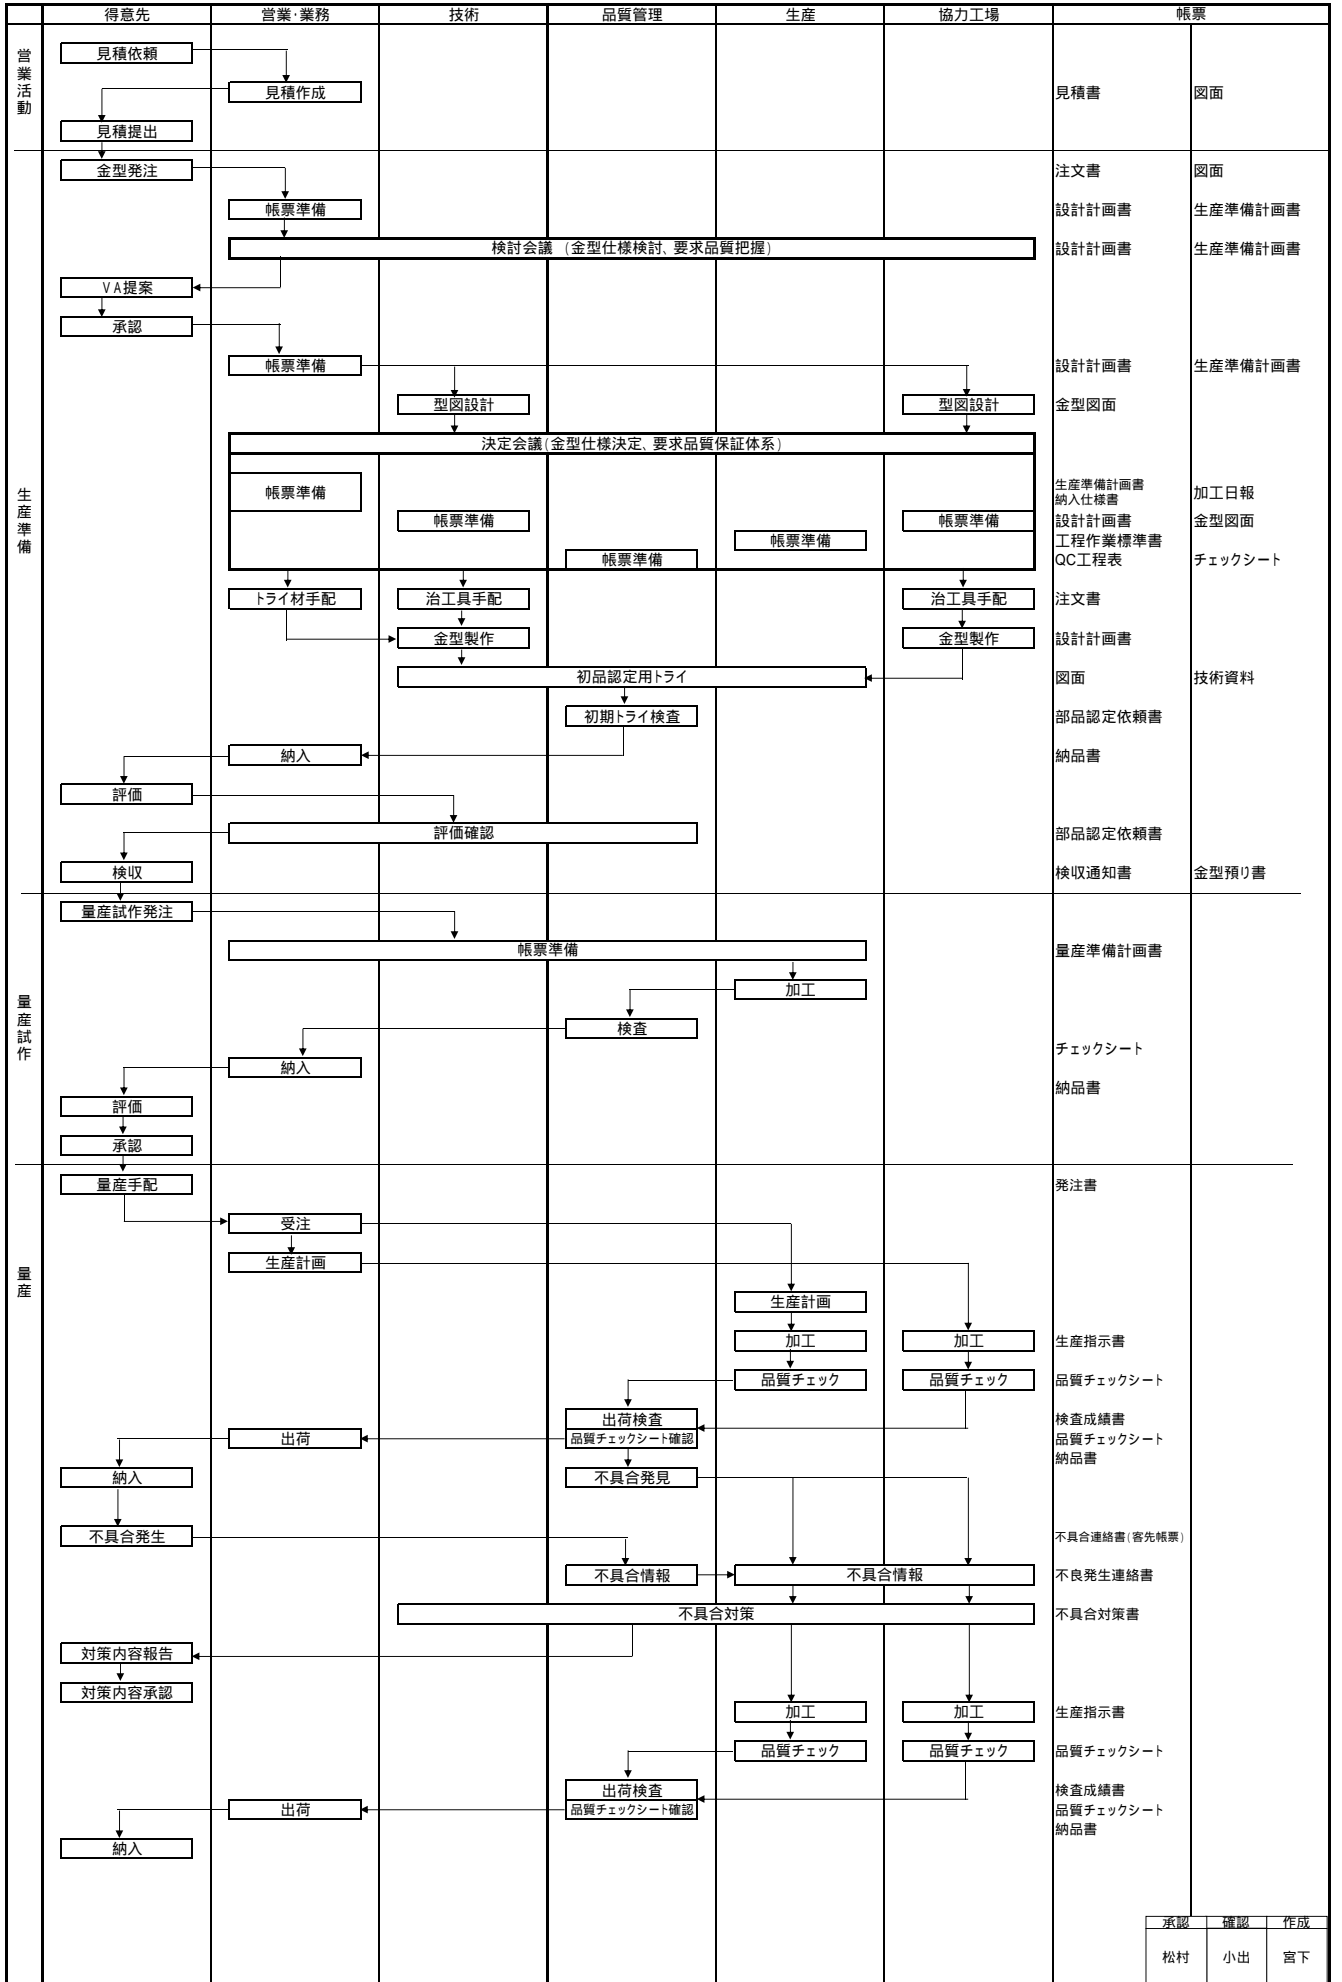 得意先 営業・業務 技術 品質管理 生産 協力工場 帳票
営業活動
見積依頼
見積作成 見積書 図面
見積提出
生産準備
金型発注 注文書 図面
帳票準備 設計計画書 生産準備計画書
検討会議 (金型仕様検討、要求品質把握) 設計計画書 生産準備計画書
VA提案
承認
帳票準備 設計計画書 生産準備計画書
型図設計 型図設計 金型図面
決定会議(金型仕様決定、要求品質保証体系)
帳票準備 生産準備計画書 加工日報
納入仕様書
帳票準備 帳票準備 設計計画書 金型図面
帳票準備 工程作業標準書
帳票準備 QC工程表 チェックシート
トライ材手配 治工具手配 治工具手配 注文書
金型製作 金型製作 設計計画書
初品認定用トライ 図面 技術資料
初期トライ検査 部品認定依頼書
納入 納品書
評価
評価確認 部品認定依頼書
検収 検収通知書 金型預り書
量産試作
量産試作発注
帳票準備 量産準備計画書
加工
検査
チェックシート
納入
納品書
評価
承認
量産
量産手配 発注書
受注
生産計画
生産計画
加工 加工 生産指示書
品質チェック 品質チェック 品質チェックシート
出荷検査 検査成績書
出荷 品質チェックシート確認 品質チェックシート
納品書
納入 不具合発見
不具合発生 不具合連絡書(客先帳票)
不具合情報 不具合情報 不良発生連絡書
不具合対策 不具合対策書
対策内容報告
対策内容承認
加工 加工 生産指示書
品質チェック 品質チェック 品質チェックシート
出荷検査 検査成績書
出荷 品質チェックシート確認 品質チェックシート
納品書
納入
承認 確認 作成
松村 小出 宮下